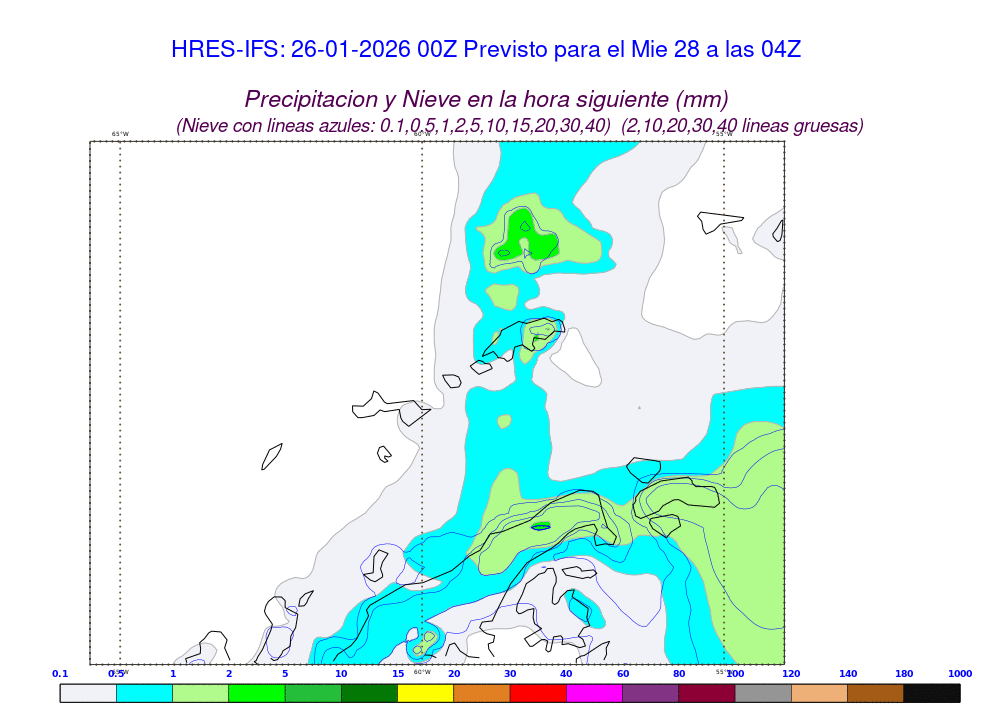 HRES-IFS: 26-01-2026 00Z Previsto para el Mie 28 a las 04Z
Precipitacion y Nieve en la hora siguiente (mm)
(Nieve con lineas azules: 0.1,0.5,1,2,5,10,15,20,30,40)  (2,10,20,30,40 lineas gruesas)
65°W 60°W 55°W
65°W 60°W 55°W
0.1 0.5 1 2 5 10 15 20 30 40 60 80 100 120 140 180 1000